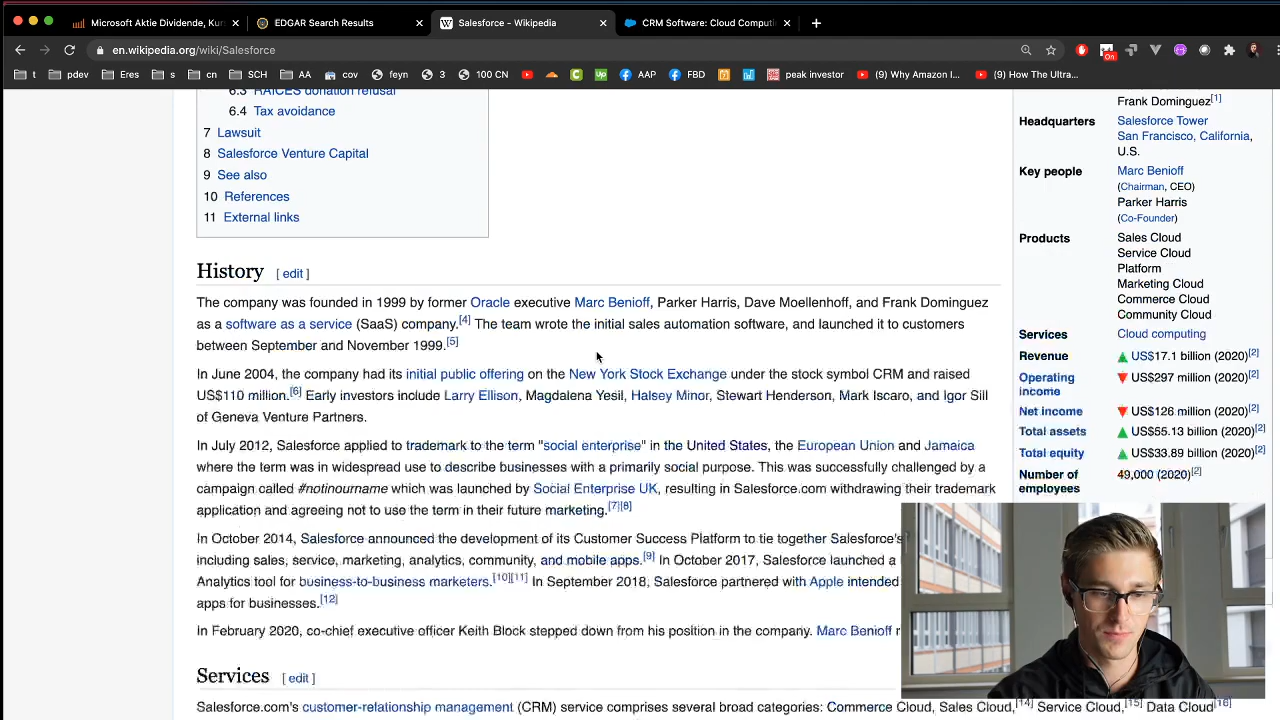 Microsoft Aktie Dividende, Kur
EDGAR Search Results
Salesforce - Wikipedia
CRM Software: Cloud Computi
en.wikipedia.org/wiki/Salesforce
On
t
pdev
Eres
s
cn
SCH
AA
cov
feyn
3
100 CN
AAP
FBD
peak investor
(9) Why Amazon I...
(9) How The Ultra...
6.3 RAICES donation refusal
6.4 Tax avoidance
7 Lawsuit
8 Salesforce Venture Capital
9 See also
10 References
11 External links
History [ edit ]
The company was founded in 1999 by former Oracle executive Marc Benioff, Parker Harris, Dave Moellenhoff, and Frank Dominguez
as a software as a service (SaaS) company.[4] The team wrote the initial sales automation software, and launched it to customers
between September and November 1999.[5]
In June 2004, the company had its initial public offering on the New York Stock Exchange under the stock symbol CRM and raised
US$110 million.[6] Early investors include Larry Ellison, Magdalena Yesil, Halsey Minor, Stewart Henderson, Mark Iscaro, and Igor Sill
of Geneva Venture Partners.
In July 2012, Salesforce applied to trademark to the term "social enterprise" in the United States, the European Union and Jamaica
where the term was in widespread use to describe businesses with a primarily social purpose. This was successfully challenged by a
campaign called #notinourname which was launched by Social Enterprise UK, resulting in Salesforce.com withdrawing their trademark
application and agreeing not to use the term in their future marketing.[7][8]
In October 2014, Salesforce announced the development of its Customer Success Platform to tie together Salesforce's
including sales, service, marketing, analytics, community, and mobile apps.[9] In October 2017, Salesforce launched a
Analytics tool for business-to-business marketers.[10][11] In September 2018, Salesforce partnered with Apple intended
apps for businesses.[12]
In February 2020, co-chief executive officer Keith Block stepped down from his position in the company. Marc Benioff
Services [ edit ]
Salesforce.com's customer-relationship management (CRM) service comprises several broad categories: Commerce Cloud, Sales Cloud,[14] Service Cloud,[15] Data Cloud[16]
Frank Dominguez[1]
Headquarters Salesforce Tower
San Francisco, California,
U.S.
Key people Marc Benioff
(Chairman, CEO)
Parker Harris
(Co-Founder)
Products Sales Cloud
Service Cloud
Platform
Marketing Cloud
Commerce Cloud
Community Cloud
Services Cloud computing
Revenue US$17.1 billion (2020)[2]
Operating income US$297 million (2020)[2]
Net income US$126 million (2020)[2]
Total assets US$55.13 billion (2020)[2]
Total equity US$33.89 billion (2020)[2]
Number of employees 49,000 (2020)[2]